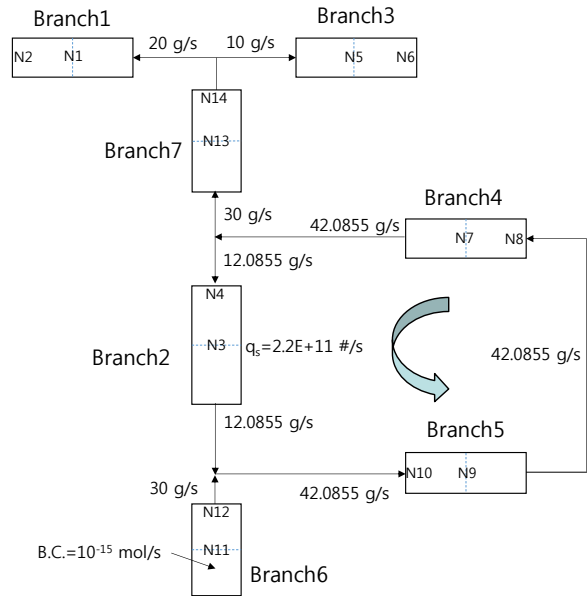 Branch1
Branch3
20 g/s
10 g/s
N2
N1
N5
N6
N14
N13
Branch7
Branch4
30 g/s
42.0855 g/s
N7
N8
12.0855 g/s
N4
N3
qs=2.2E+11 #/s
Branch2
42.0855 g/s
12.0855 g/s
Branch5
N10
N9
30 g/s
42.0855 g/s
N12
B.C.=10-15 mol/s
N11
Branch6